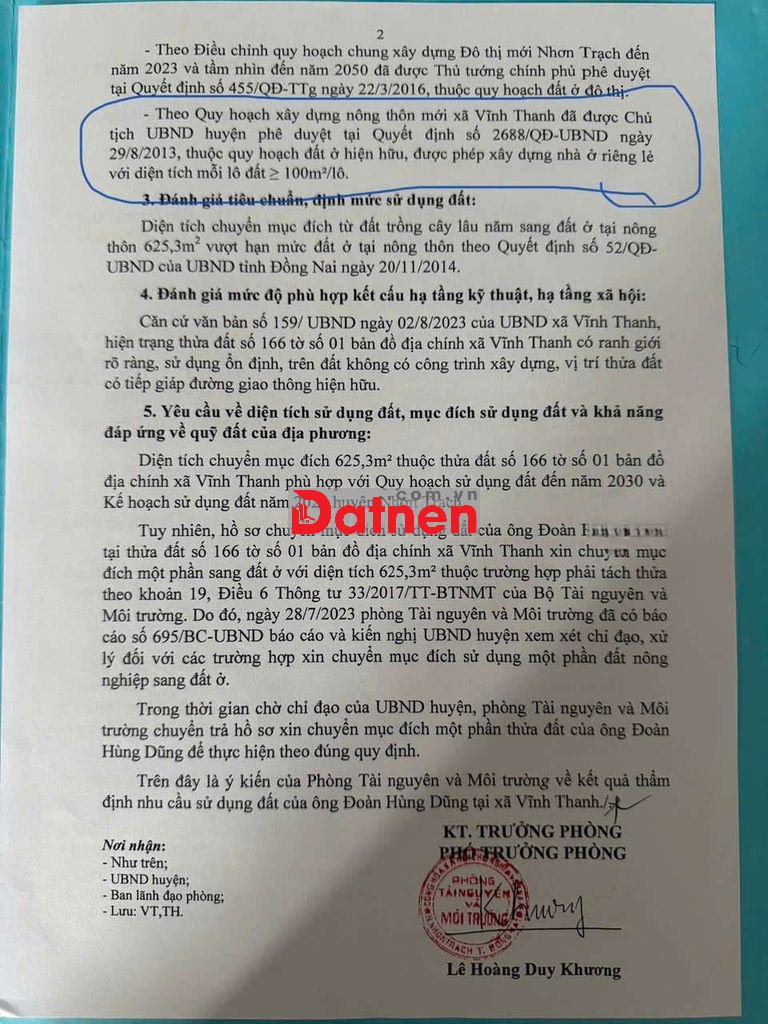 2
- Theo Điều chỉnh quy hoạch chung xây dựng Đô thị mới Nhơn Trạch đến
năm 2023 và tầm nhìn đến năm 2050 đã được Thủ tướng chính phủ phê duyệt
tại Quyết định số 455/QĐ-TTg ngày 22/3/2016, thuộc quy hoạch đất ở đô thị.
- Theo Quy hoạch xây dựng nông thôn mới xã Vĩnh Thanh đã được Chủ
tịch UBND huyện phê duyệt tại Quyết định số 2688/QĐ-UBND ngày
29/8/2013, thuộc quy hoạch đất ở hiện hữu, được phép xây dựng nhà ở riêng lẻ
với diện tích mỗi lô đất ≥ 100m²/lô.
3. Đánh giá tiêu chuẩn, định mức sử dụng đất:
Diện tích chuyển mục đích từ đất trồng cây lâu năm sang đất ở tại nông
thôn 625,3m² vượt hạn mức đất ở tại nông thôn theo Quyết định số 52/QĐ-
UBND của UBND tỉnh Đồng Nai ngày 20/11/2014.
4. Đánh giá mức độ phù hợp kết cấu hạ tầng kỹ thuật, hạ tầng xã hội:
Căn cứ văn bản số 159/ UBND ngày 02/8/2023 của UBND xã Vĩnh Thanh,
hiện trạng thửa đất số 166 tờ số 01 bản đồ địa chính xã Vĩnh Thanh có ranh giới
rõ ràng, sử dụng ổn định, trên đất không có công trình xây dựng, vị trí thửa đất
có tiếp giáp đường giao thông hiện hữu.
5. Yêu cầu về diện tích sử dụng đất, mục đích sử dụng đất và khả năng
đáp ứng về quỹ đất của địa phương:
Diện tích chuyển mục đích 625,3m² thuộc thửa đất số 166 tờ số 01 bản đồ
địa chính xã Vĩnh Thanh phù hợp với Quy hoạch sử dụng đất đến năm 2030 và
Kế hoạch sử dụng đất năm huyện Nhơn Trạch.
.com.vn
Datnen
Tuy nhiên, hồ sơ chuyển mục đích sử dụng đất của ông Đoàn
tại thửa đất số 166 tờ số 01 bản đồ địa chính xã Vĩnh Thanh xin chuyển mục
đích một phần sang đất ở với diện tích 625,3m² thuộc trường hợp phải tách thửa
theo khoản 19, Điều 6 Thông tư 33/2017/TT-BTNMT của Bộ Tài nguyên và
Môi trường. Do đó, ngày 28/7/2023 phòng Tài nguyên và Môi trường đã có báo
cáo số 695/BC-UBND báo cáo và kiến nghị UBND huyện xem xét chỉ đạo, xử
lý đối với các trường hợp xin chuyển mục đích sử dụng một phần đất nông
nghiệp sang đất ở.
Trong thời gian chờ chỉ đạo của UBND huyện, phòng Tài nguyên và Môi
trường chuyển trả hồ sơ xin chuyển mục đích một phần thửa đất của ông Đoàn
Hùng Dũng để thực hiện theo đúng quy định.
Trên đây là ý kiến của Phòng Tài nguyên và Môi trường về kết quả thẩm
định nhu cầu sử dụng đất của ông Đoàn Hùng Dũng tại xã Vĩnh Thanh./.
KT. TRƯỞNG PHÒNG
PHÓ TRƯỞNG PHÒNG
Nơi nhận:
- Như trên;
- UBND huyện;
- Ban lãnh đạo phòng;
- Lưu: VT,TH.
PHÒNG
TÀI NGUYÊN
VÀ
MÔI TRƯỜNG
Lê Hoàng Duy Khương